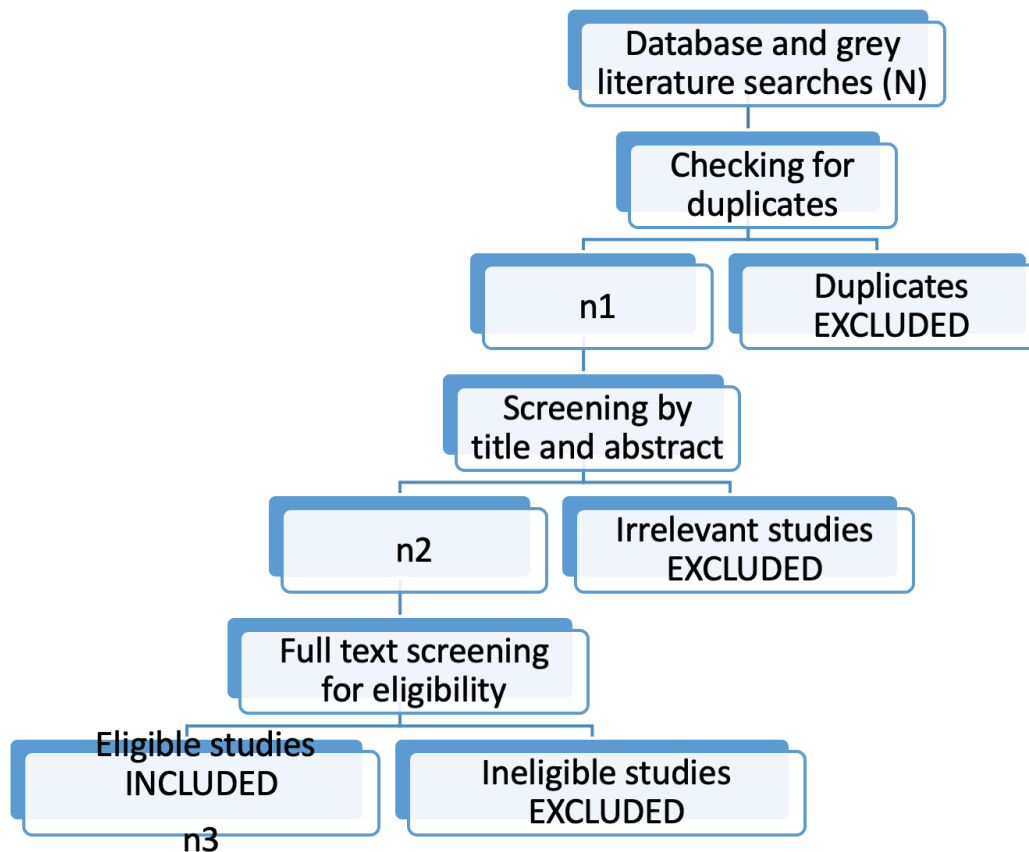 Database and grey
literature searches (N)
Checking for
duplicates
n1
Duplicates
EXCLUDED
Screening by
title and abstract
n2
Irrelevant studies
EXCLUDED
Full text screening
for eligibility
Eligible studies
INCLUDED
n3
Ineligible studies
EXCLUDED